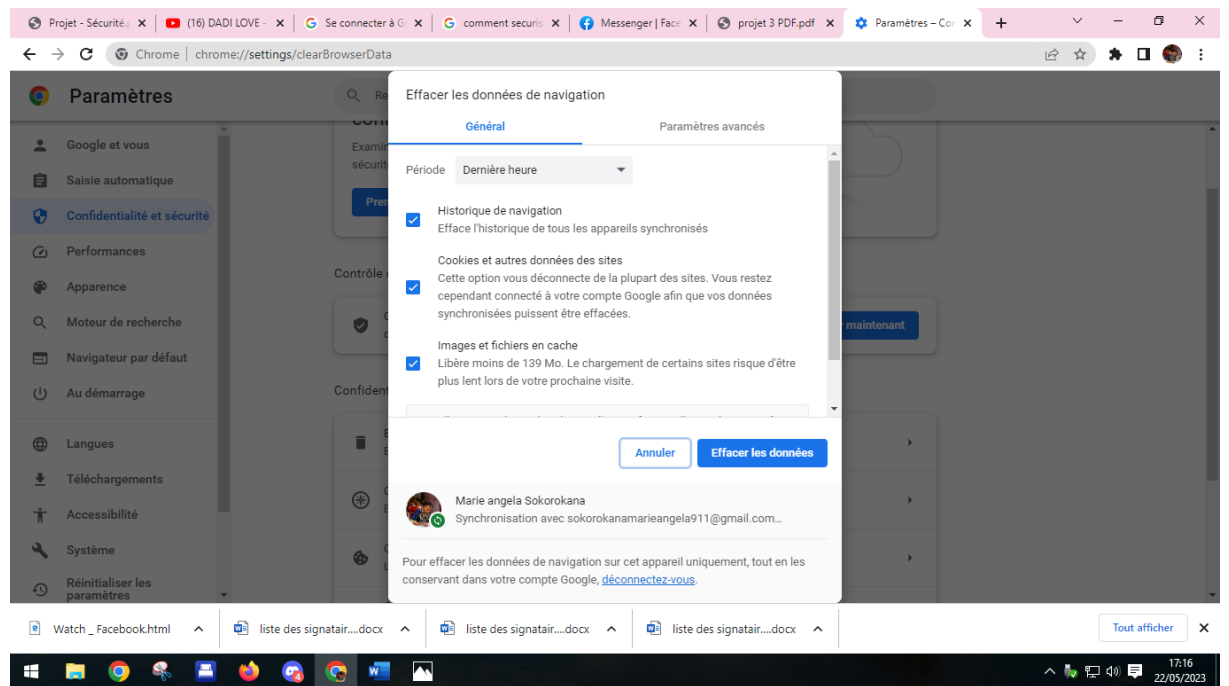 Projet - Sécurité.p
(16) DADI LOVE -
Se connecter à G
comment securis
Messenger | Face
projet 3 PDF.pdf
Paramètres – Con
Chrome | chrome://settings/clearBrowserData
Paramètres
Re
Google et vous
Saisie automatique
Confidentialité et sécurité
Performances
Apparence
Moteur de recherche
Navigateur par défaut
Au démarrage
Langues
Téléchargements
Accessibilité
Système
Réinitialiser les
paramètres
Examin
sécurit
Pren
Contrôle
maintenant
Confident
Effacer les données de navigation
Général
Paramètres avancés
Période
Dernière heure
Historique de navigation
Efface l'historique de tous les appareils synchronisés
Cookies et autres données des sites
Cette option vous déconnecte de la plupart des sites. Vous restez
cependant connecté à votre compte Google afin que vos données
synchronisées puissent être effacées.
Images et fichiers en cache
Libère moins de 139 Mo. Le chargement de certains sites risque d'être
plus lent lors de votre prochaine visite.
Annuler
Effacer les données
Marie angela Sokorokana
Synchronisation avec sokorokanamarieangela911@gmail.com...
Pour effacer les données de navigation sur cet appareil uniquement, tout en les
conservant dans votre compte Google, déconnectez-vous.
Watch _ Facebook.html
liste des signatair....docx
liste des signatair....docx
liste des signatair....docx
Tout afficher
17:16
22/05/2023